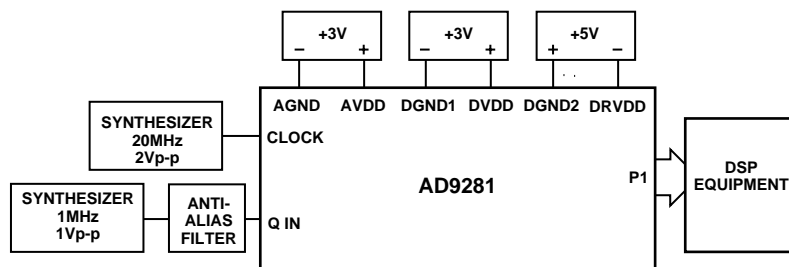 +3V
− +
+3V
− +
+5V
+ −
AGND AVDD DGND1 DVDD DGND2 DRVDD
SYNTHESIZER
20MHz
2Vp-p
CLOCK
AD9281
P1
DSP
EQUIPMENT
SYNTHESIZER
1MHz
1Vp-p
ANTI-
ALIAS
FILTER
Q IN